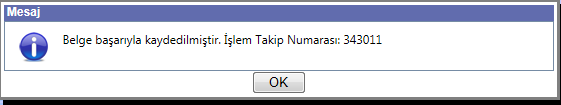 Mesaj
Belge başarıyla kaydedilmiştir. İşlem Takip Numarası: 343011
OK